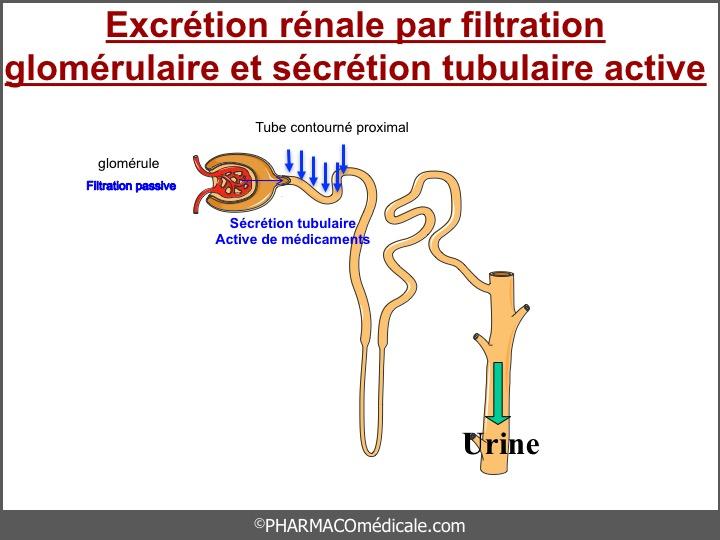 Excrétion rénale par filtration
glomérulaire et sécrétion tubulaire active
Tube contourné proximal
glomérule
Filtration passive
Sécrétion tubulaire
Active de médicaments
Urine
©PHARMACOmédicale.com